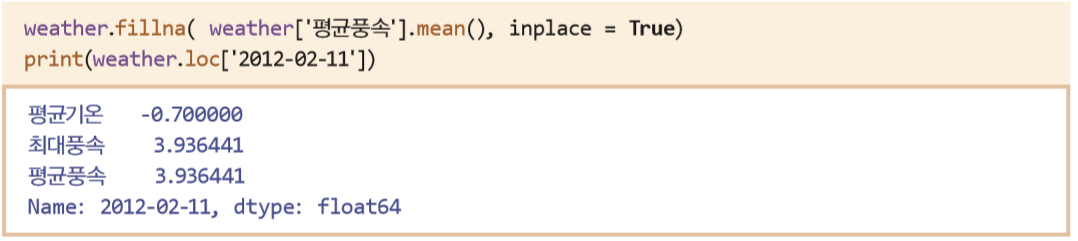 weather.fillna( weather['평균풍속'].mean(), inplace = True)
print(weather.loc['2012-02-11'])
평균기온 -0.700000
최대풍속 3.936441
평균풍속 3.936441
Name: 2012-02-11, dtype: float64